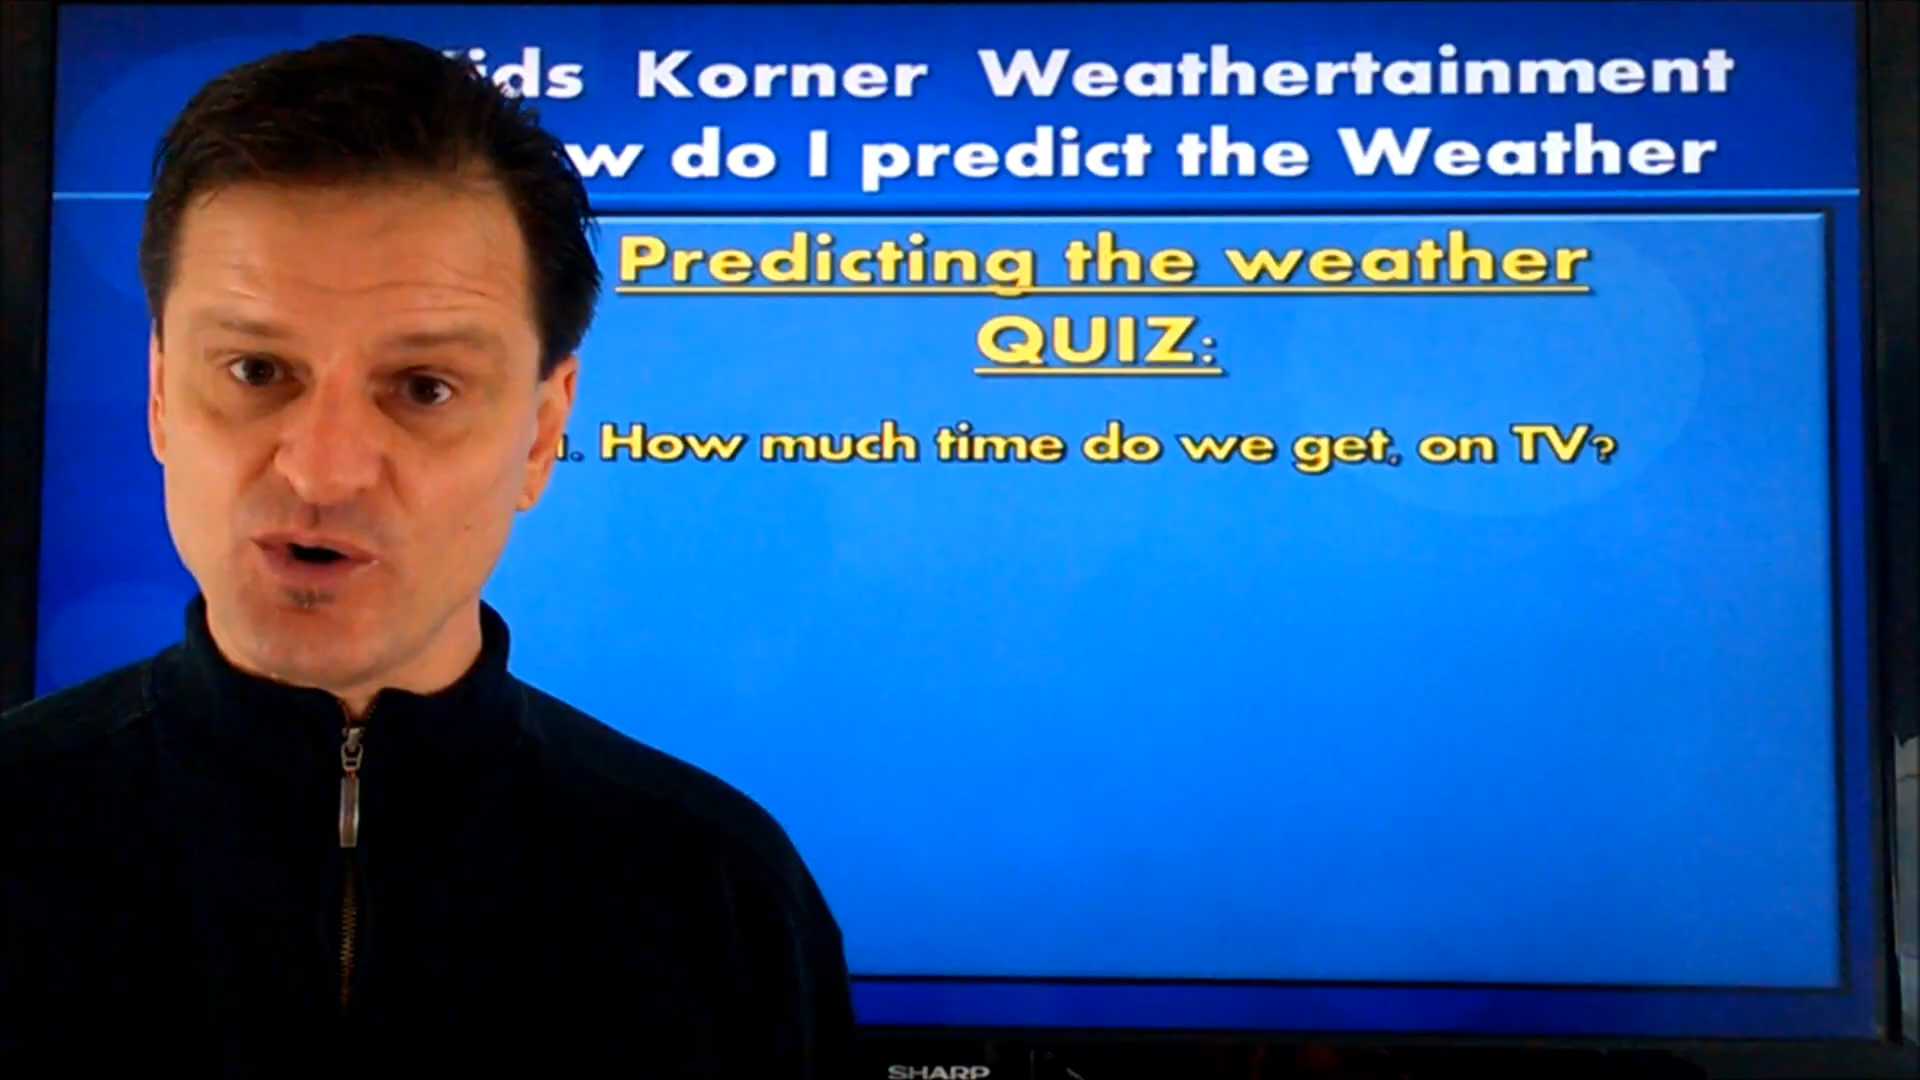 Korner Weathertainment
do I predict the Weather
Predicting the weather
QUIZ:
How much time do we get, on TV?
SHARP